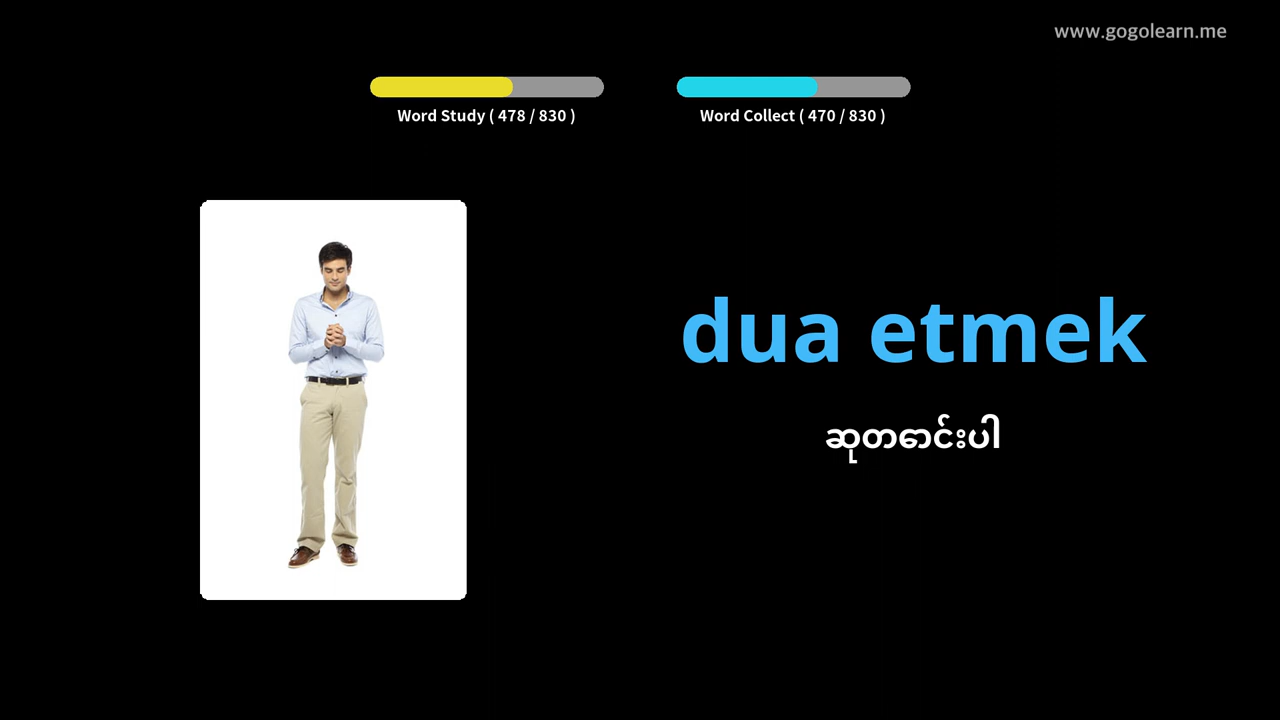 www.gogolearn.me
Word Study ( 478 / 830 )
Word Collect ( 470 / 830 )
dua etmek
ဆုတောင်းပါ